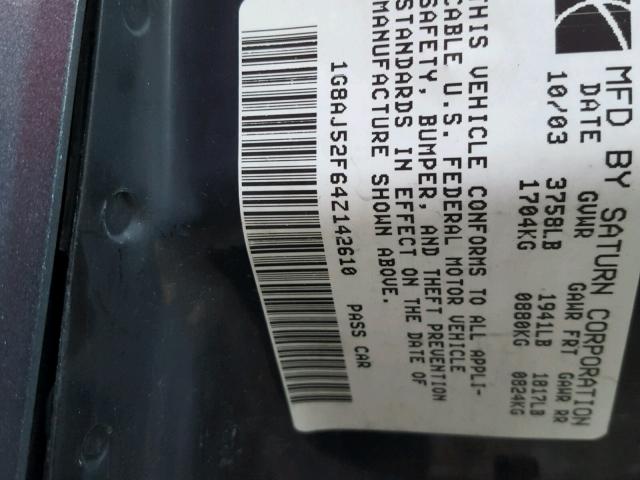 MFD BY SATURN CORPORATION
DATE GVWR GAWR FRT GAWR RR
10/03 3758LB 1941LB 1817LB
1704KG 0880KG 0824KG
THIS VEHICLE CONFORMS TO ALL APPLI-
CABLE U.S. FEDERAL MOTOR VEHICLE
SAFETY, BUMPER, AND THEFT PREVENTION
STANDARDS IN EFFECT ON THE DATE OF
MANUFACTURE SHOWN ABOVE.
1G8AJ52F64Z142610 PASS CAR